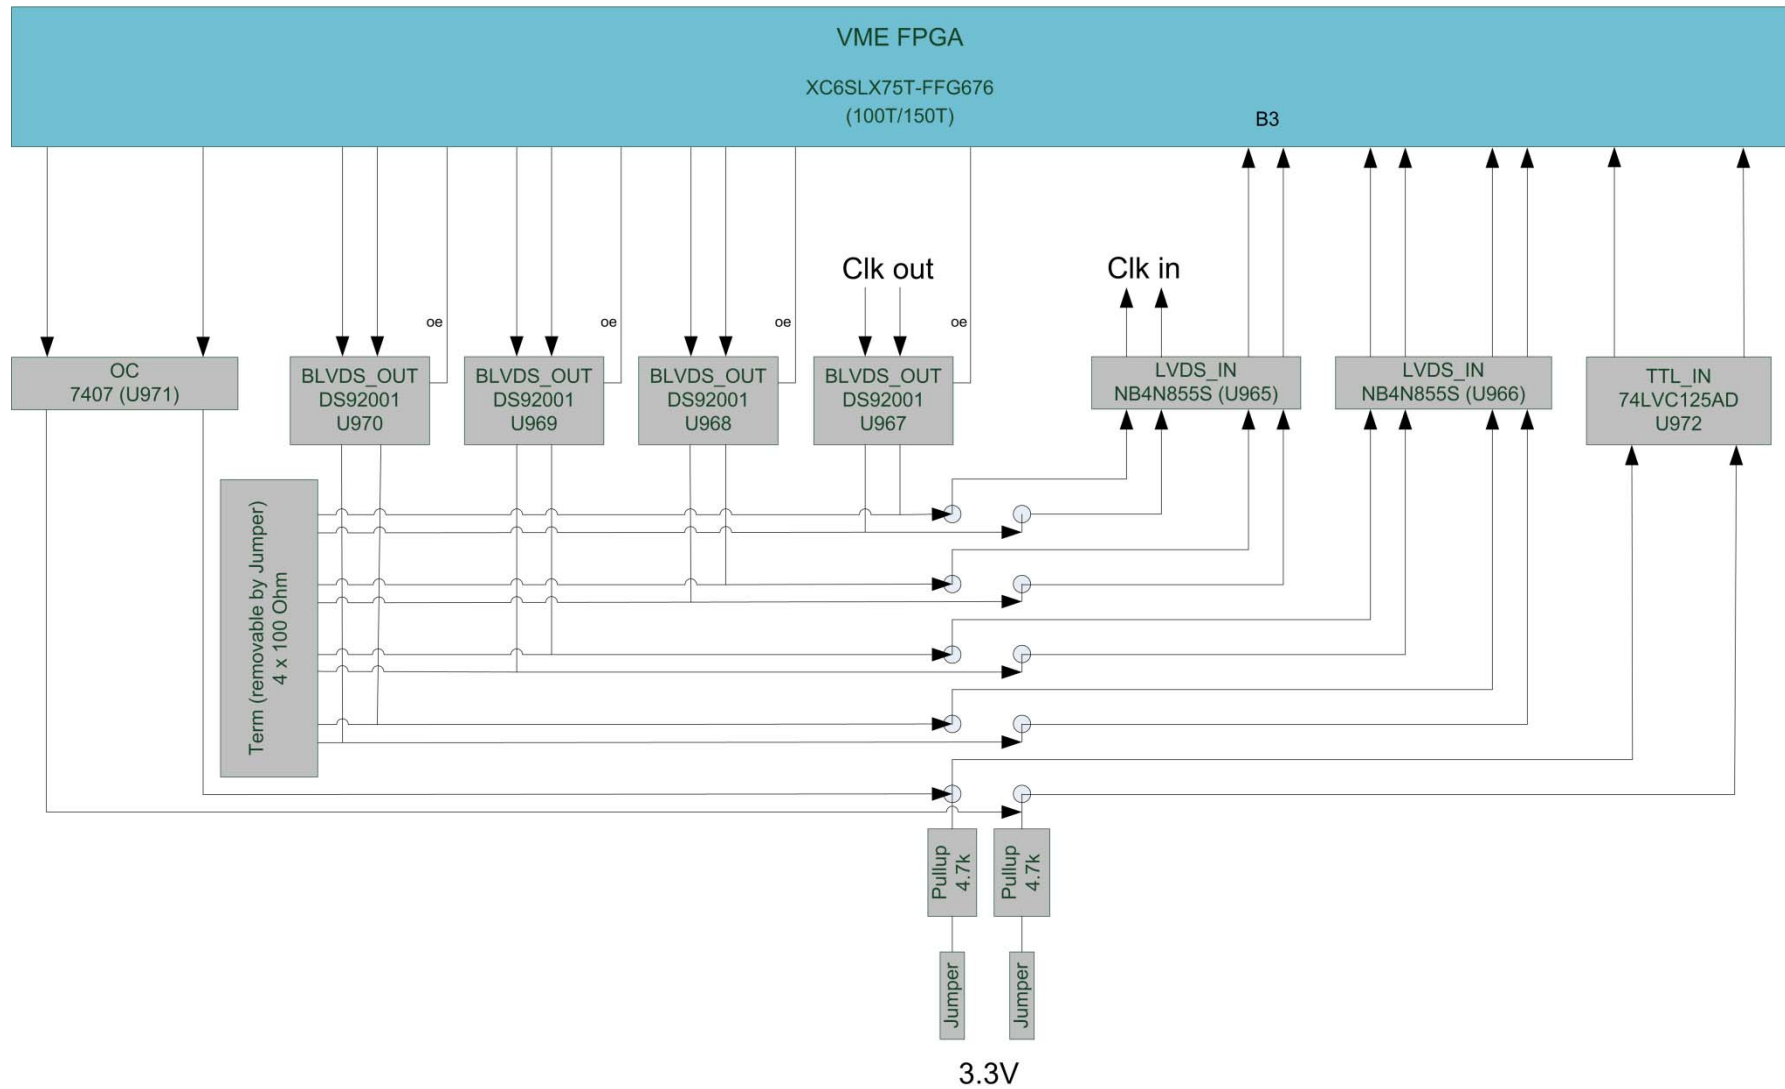 VME FPGA
XC6SLX75T-FFG676
(100T/150T)
B3
Clk out
Clk in
oe
oe
oe
oe
OC
7407 (U971)
BLVDS_OUT
DS92001
U970
BLVDS_OUT
DS92001
U969
BLVDS_OUT
DS92001
U968
BLVDS_OUT
DS92001
U967
LVDS_IN
NB4N855S (U965)
LVDS_IN
NB4N855S (U966)
TTL_IN
74LVC125AD
U972
Term (removable by Jumper)
4 x 100 Ohm
Pullup
4.7k
Pullup
4.7k
Jumper
Jumper
3.3V